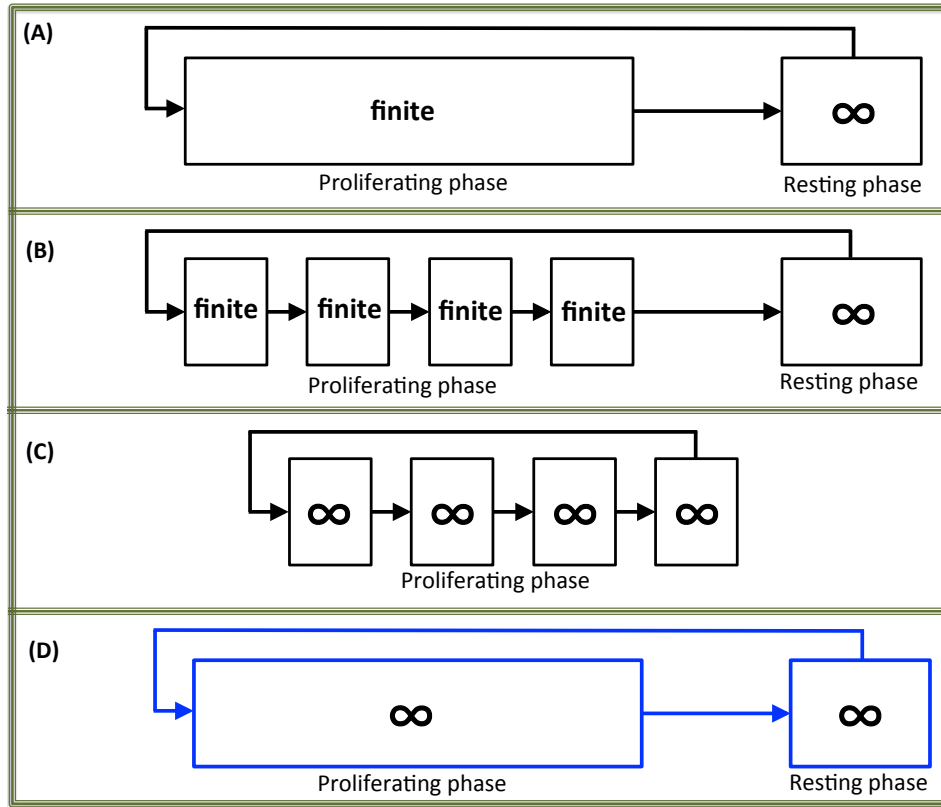 (A)
finite
∞
Proliferating phase
Resting phase
(B)
finite finite finite finite
∞
Proliferating phase
Resting phase
(C)
∞ ∞ ∞ ∞
Proliferating phase
(D)
∞ ∞
Proliferating phase
Resting phase